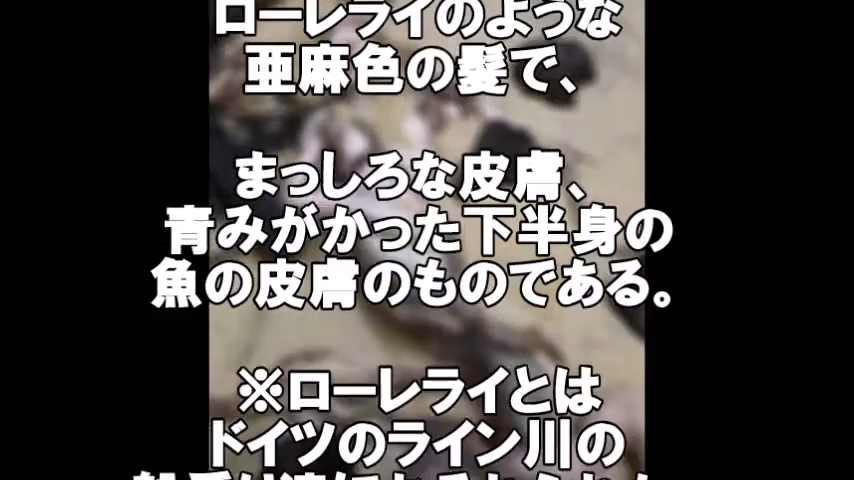 ローレライのような
亜麻色の髪で、
まっしろな皮膚、
青みがかった下半身の
魚の皮膚のものである。
※ローレライとは
ドイツのライン川の